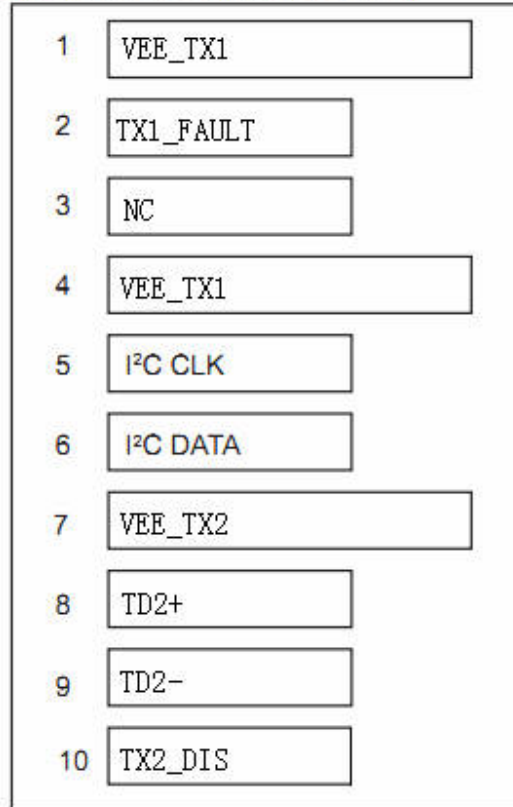 1 VEE_TX1
2 TX1_FAULT
3 NC
4 VEE_TX1
5 I²C CLK
6 I²C DATA
7 VEE_TX2
8 TD2+
9 TD2-
10 TX2_DIS